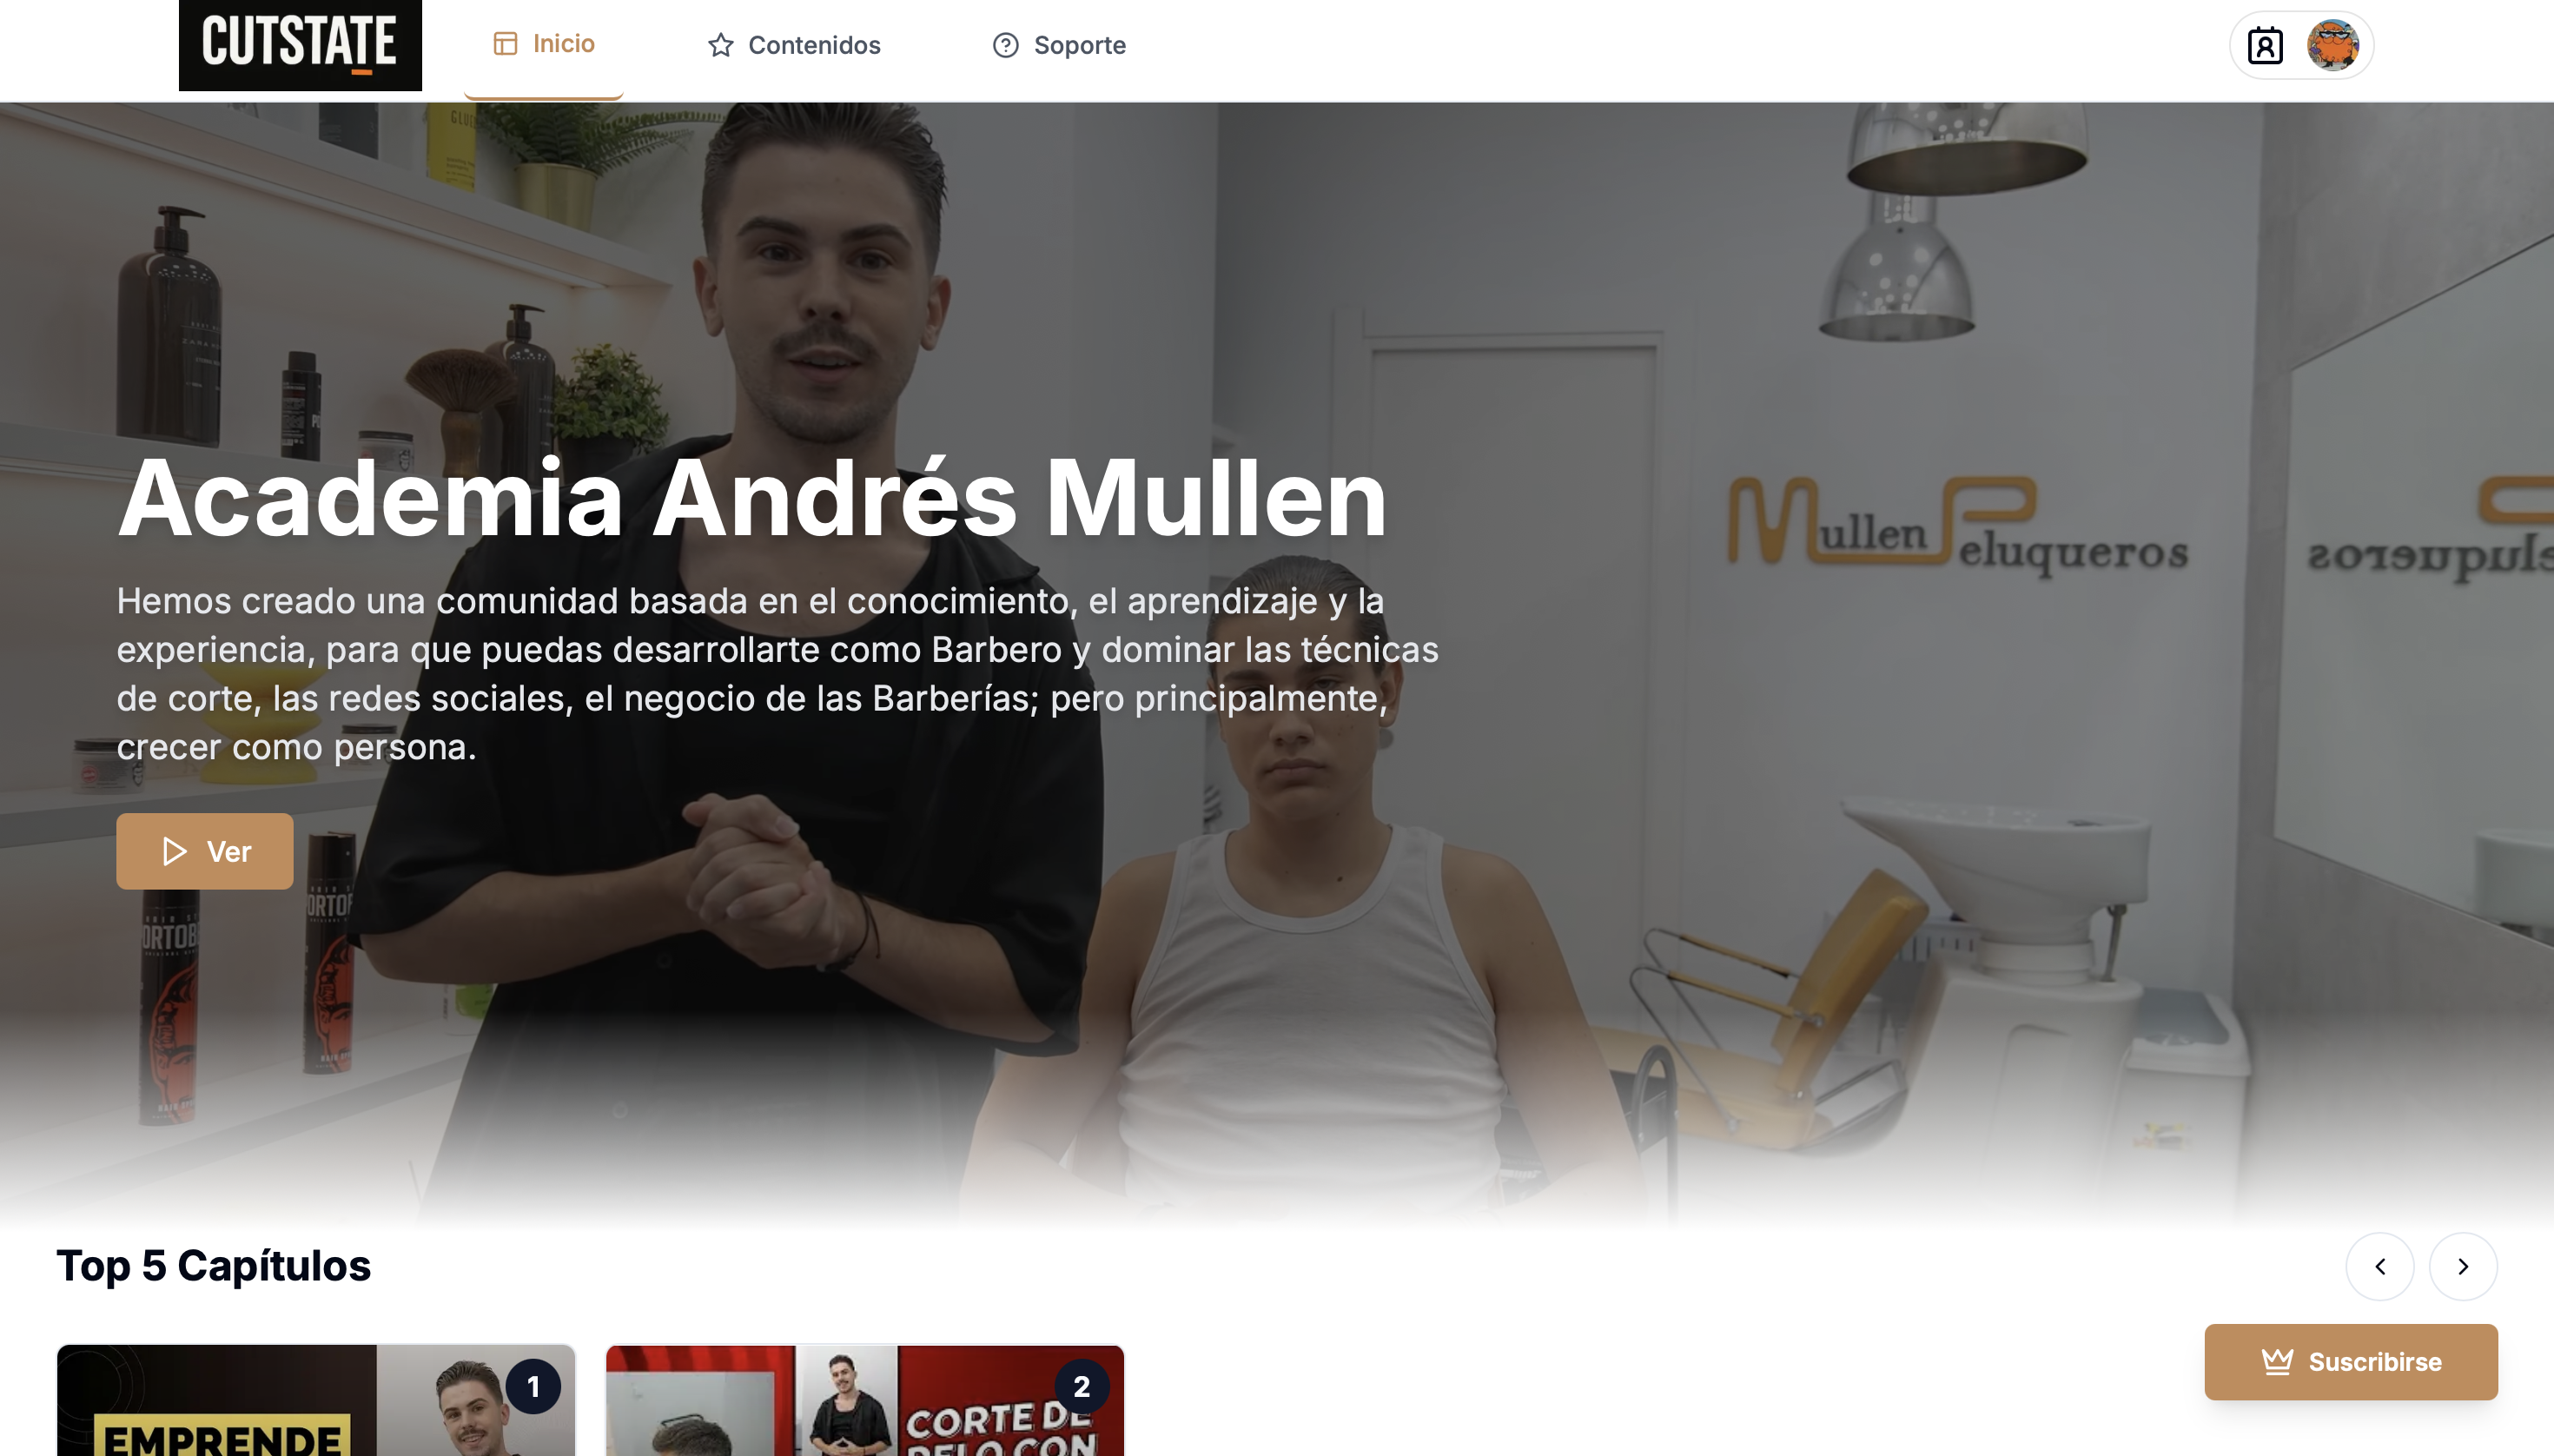 CUTSTATE
Inicio
Contenidos
Soporte
Academia Andrés Mullen
Mullen Peluqueros
Hemos creado una comunidad basada en el conocimiento, el aprendizaje y la
experiencia, para que puedas desarrollarte como Barbero y dominar las técnicas
de corte, las redes sociales, el negocio de las Barberías; pero principalmente,
crecer como persona.
Ver
Top 5 Capítulos
Suscribirse
1
EMPRENDE
2
CORTE DE
PELO CON